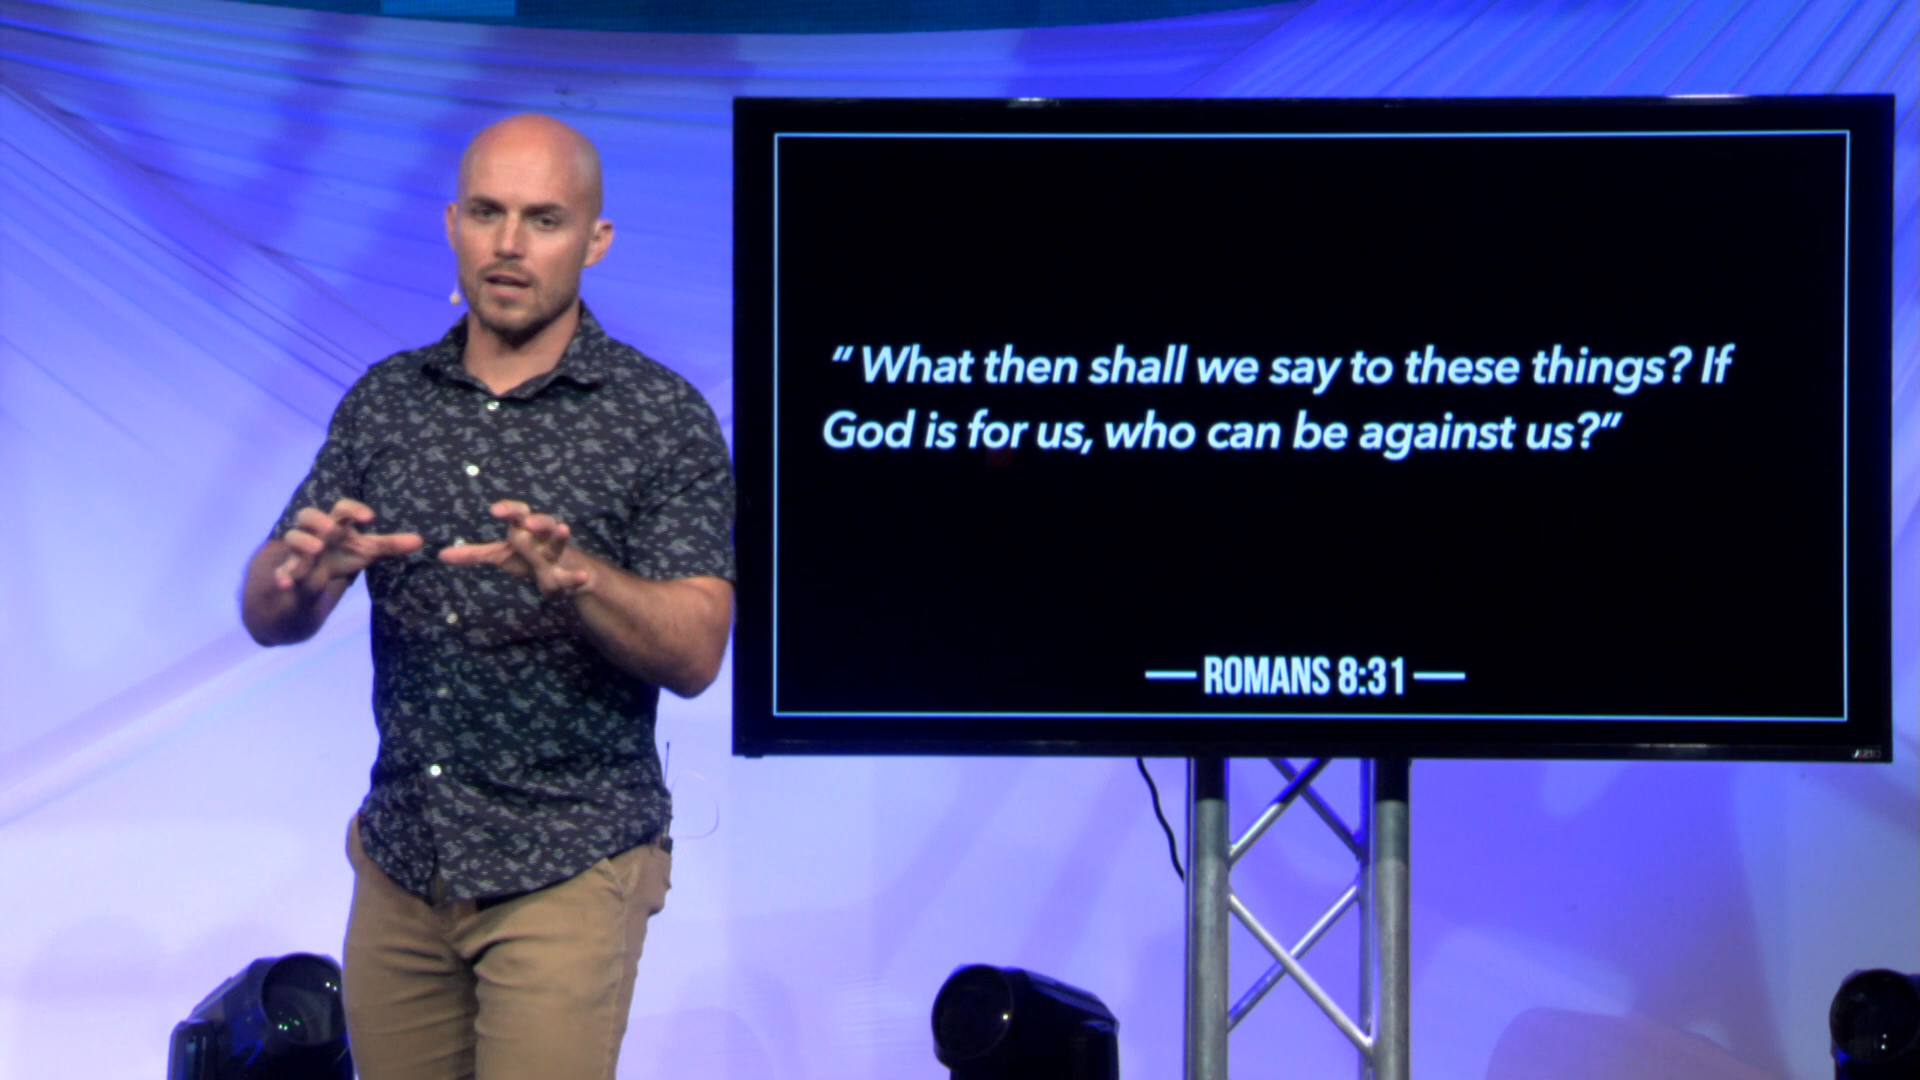 “ What then shall we say to these things? If
God is for us, who can be against us?”
ROMANS 8:31